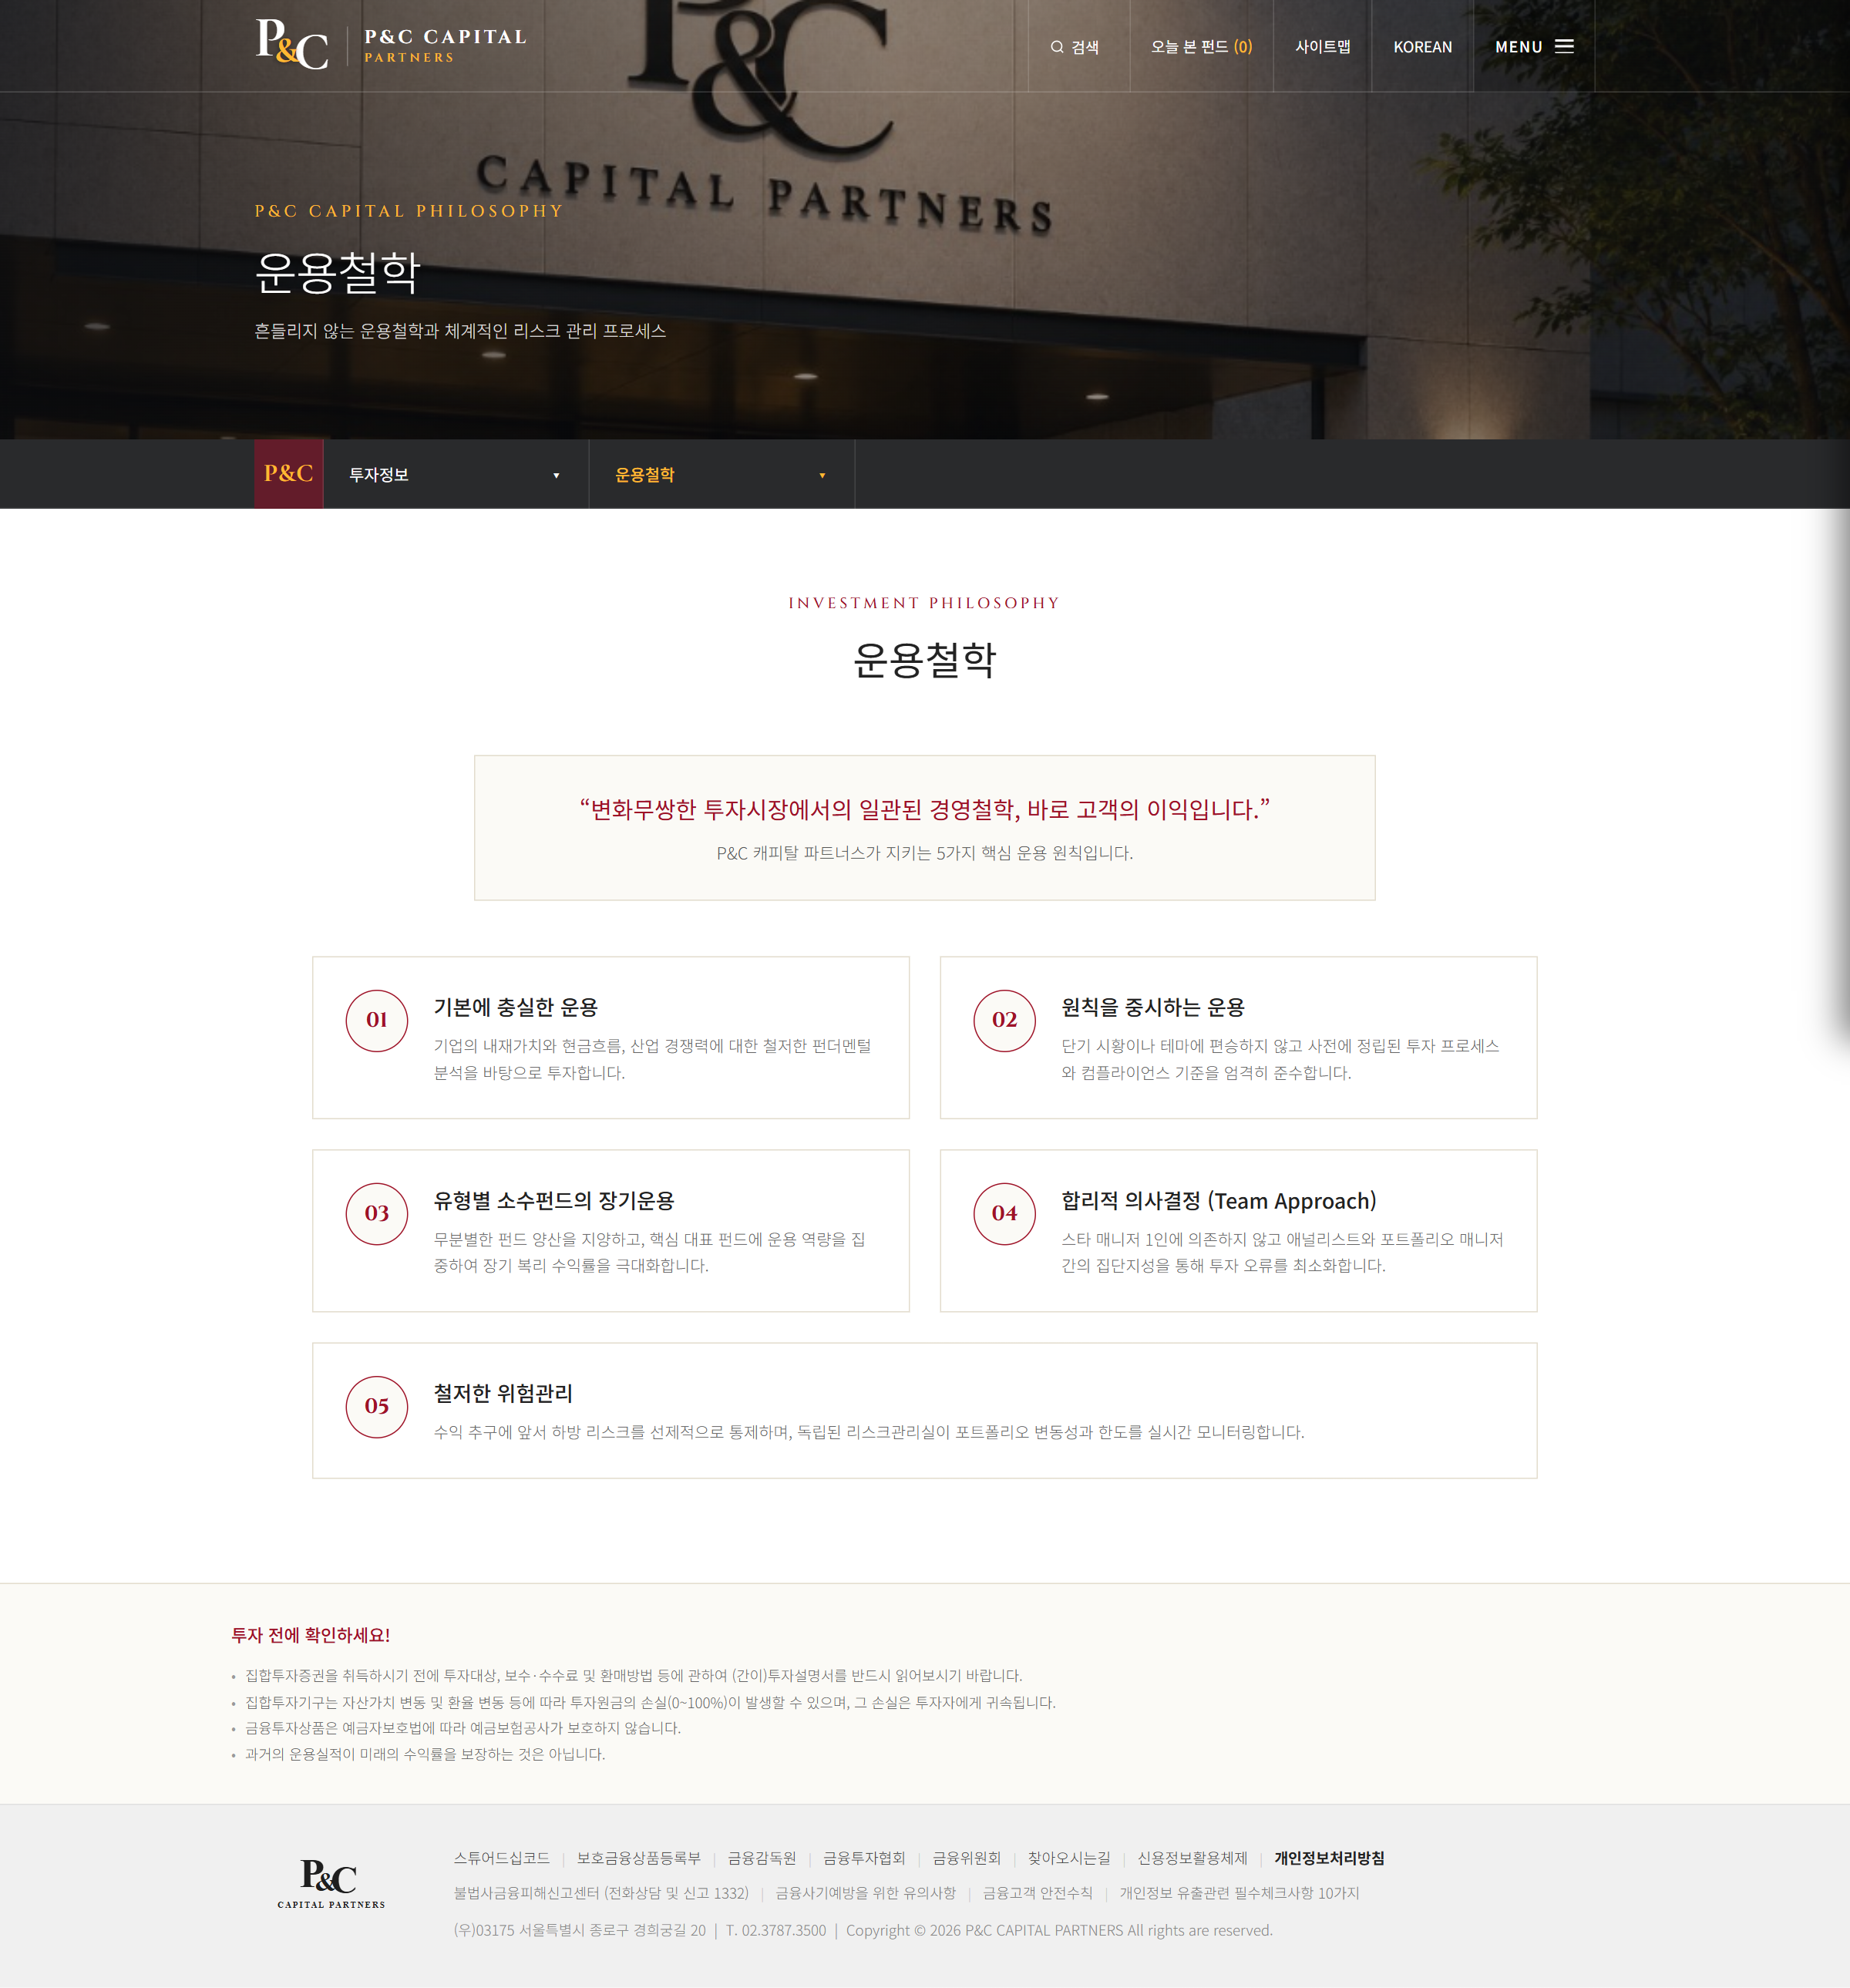 P&C
P&C CAPITAL
PARTNERS
검색
오늘 본 펀드 (0)
사이트맵
KOREAN
MENU
P&C
CAPITAL PARTNERS
P&C CAPITAL PHILOSOPHY
운용철학
흔들리지 않는 운용철학과 체계적인 리스크 관리 프로세스
P&C
투자정보
운용철학
INVESTMENT PHILOSOPHY
운용철학
“변화무쌍한 투자시장에서의 일관된 경영철학, 바로 고객의 이익입니다.”
P&C 캐피탈 파트너스가 지키는 5가지 핵심 운용 원칙입니다.
01
기본에 충실한 운용
기업의 내재가치와 현금흐름, 산업 경쟁력에 대한 철저한 펀더멘털
분석을 바탕으로 투자합니다.
02
원칙을 중시하는 운용
단기 시황이나 테마에 편승하지 않고 사전에 정립된 투자 프로세스
와 컴플라이언스 기준을 엄격히 준수합니다.
03
유형별 소수펀드의 장기운용
무분별한 펀드 양산을 지양하고, 핵심 대표 펀드에 운용 역량을 집
중하여 장기 복리 수익률을 극대화합니다.
04
합리적 의사결정 (Team Approach)
스타 매니저 1인에 의존하지 않고 애널리스트와 포트폴리오 매니저
간의 집단지성을 통해 투자 오류를 최소화합니다.
05
철저한 위험관리
수익 추구에 앞서 하방 리스크를 선제적으로 통제하며, 독립된 리스크관리실이 포트폴리오 변동성과 한도를 실시간 모니터링합니다.
투자 전에 확인하세요!
• 집합투자증권을 취득하시기 전에 투자대상, 보수·수수료 및 환매방법 등에 관하여 (간이)투자설명서를 반드시 읽어보시기 바랍니다.
• 집합투자기구는 자산가치 변동 및 환율 변동 등에 따라 투자원금의 손실(0~100%)이 발생할 수 있으며, 그 손실은 투자자에게 귀속됩니다.
• 금융투자상품은 예금자보호법에 따라 예금보험공사가 보호하지 않습니다.
• 과거의 운용실적이 미래의 수익률을 보장하는 것은 아닙니다.
P&C
CAPITAL PARTNERS
스튜어드십코드 | 보호금융상품등록부 | 금융감독원 | 금융투자협회 | 금융위원회 | 찾아오시는길 | 신용정보활용체제 | 개인정보처리방침
불법사금융피해신고센터 (전화상담 및 신고 1332) | 금융사기예방을 위한 유의사항 | 금융고객 안전수칙 | 개인정보 유출관련 필수체크사항 10가지
(우)03175 서울특별시 종로구 경희궁길 20 | T. 02.3787.3500 | Copyright © 2026 P&C CAPITAL PARTNERS All rights are reserved.